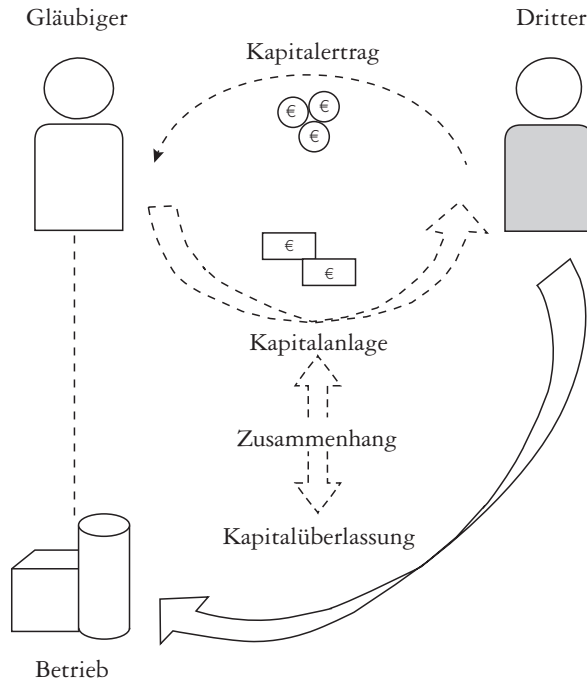 Gläubiger
Dritter
Kapitalertrag
€
€
€
€
€
Kapitalanlage
Zusammenhang
Kapitalüberlassung
Betrieb